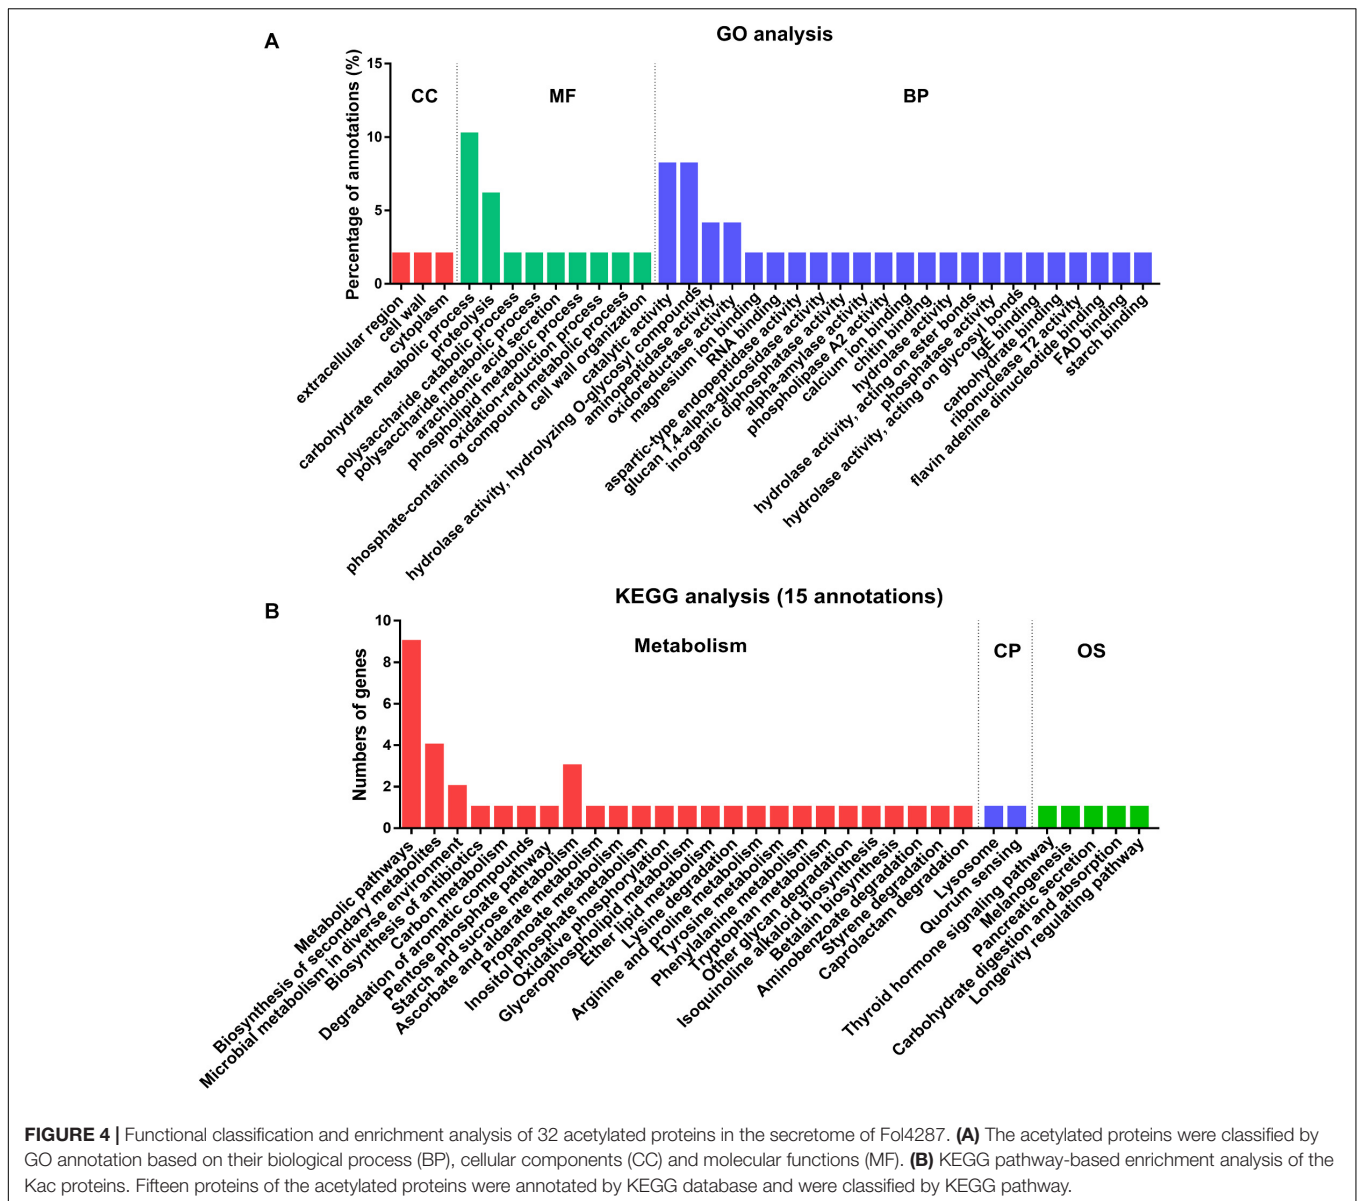 A
GO analysis
Percentage of annotations (%)
15
10
5
0
CC
MF
BP
extracellular region
cell wall
cytoplasm
carbohydrate metabolic process
proteolysis
polysaccharide catabolic process
polysaccharide metabolic process
arachidonic acid secretion
phospholipid metabolic process
oxidation-reduction process
phosphate-containing compound metabolic process
cell wall organization
catalytic activity
hydrolase activity, hydrolyzing O-glycosyl compounds
aminopeptidase activity
oxidoreductase activity
magnesium ion binding
RNA binding
aspartic-type endopeptidase activity
glucan 1,4-alpha-glucosidase activity
inorganic diphosphatase activity
alpha-amylase activity
phospholipase A2 activity
calcium ion binding
chitin binding
hydrolase activity
hydrolase activity, acting on ester bonds
phosphatase activity
hydrolase activity, acting on glycosyl bonds
IgE binding
carbohydrate binding
ribonuclease T2 activity
flavin adenine dinucleotide binding
FAD binding
starch binding
B
KEGG analysis (15 annotations)
Numbers of genes
10
8
6
4
2
0
Metabolism
CP
OS
Metabolic pathways
Biosynthesis of secondary metabolites
Microbial metabolism in diverse environment
Biosynthesis of antibiotics
Carbon metabolism
Degradation of aromatic compounds
Pentose phosphate pathway
Starch and sucrose metabolism
Ascorbate and aldarate metabolism
Propanoate metabolism
Inositol phosphate metabolism
Oxidative phosphorylation
Glycerophospholipid metabolism
Ether lipid metabolism
Lysine degradation
Arginine and proline metabolism
Tyrosine metabolism
Phenylalanine metabolism
Tryptophan metabolism
Other glycan degradation
Isoquinoline alkaloid biosynthesis
Betalain biosynthesis
Aminobenzoate degradation
Styrene degradation
Caprolactam degradation
Lysosome
Quorum sensing
Thyroid hormone signaling pathway
Melanogenesis
Pancreatic secretion
Carbohydrate digestion and absorption
Longevity regulating pathway
FIGURE 4 | Functional classification and enrichment analysis of 32 acetylated proteins in the secretome of Fol4287. (A) The acetylated proteins were classified by
GO annotation based on their biological process (BP), cellular components (CC) and molecular functions (MF). (B) KEGG pathway-based enrichment analysis of the
Kac proteins. Fifteen proteins of the acetylated proteins were annotated by KEGG database and were classified by KEGG pathway.